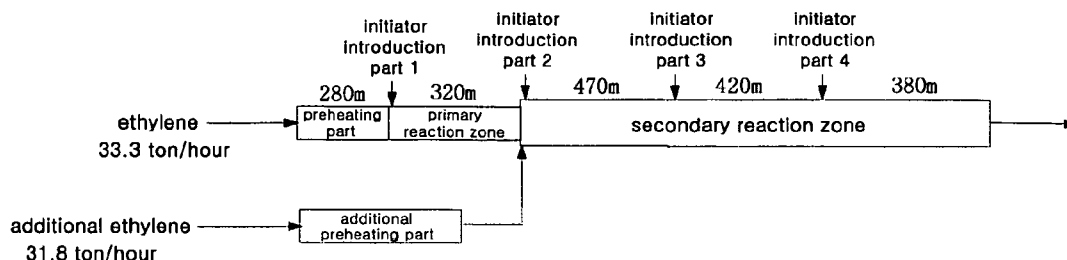 initiator
introduction
part 1
initiator
introduction
part 2
initiator
introduction
part 3
initiator
introduction
part 4
280m
320m
470m
420m
380m
ethylene
33.3 ton/hour
preheating
part
primary
reaction zone
secondary reaction zone
additional ethylene
31.8 ton/hour
additional
preheating part